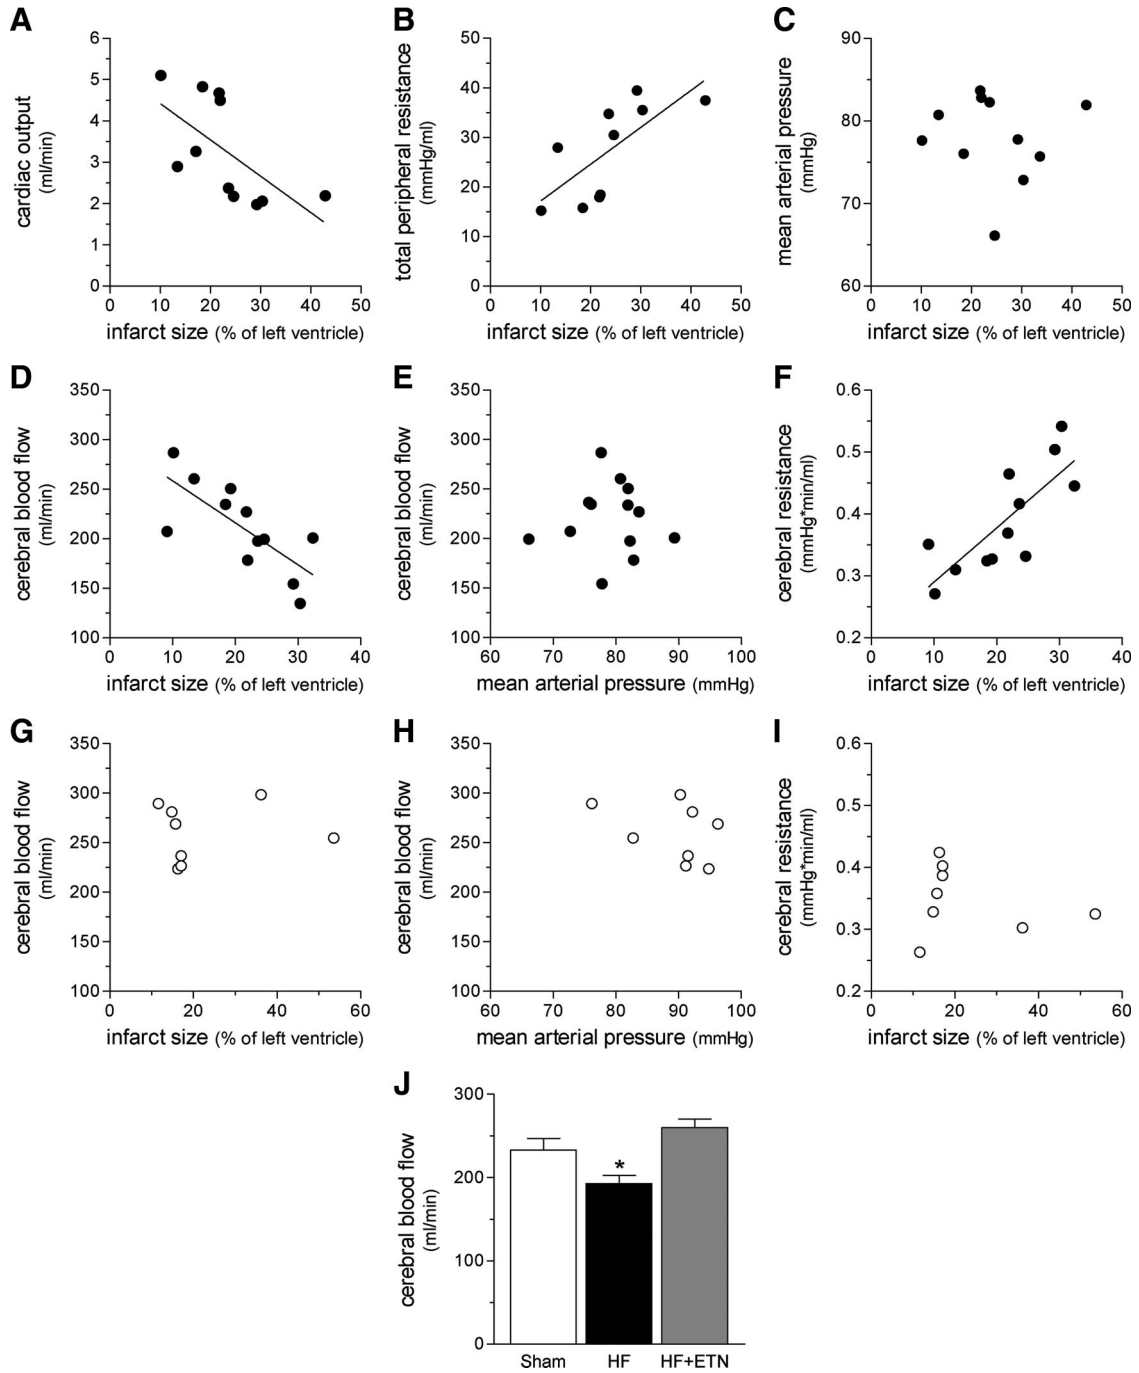 A B C
cardiac output
(ml/min)
6
5
4
3
2
1
0
0 10 20 30 40 50
infarct size (% of left ventricle)
total peripheral resistance
(mmHg/ml)
50
40
30
20
10
0
0 10 20 30 40 50
infarct size (% of left ventricle)
mean arterial pressure
(mmHg)
90
80
70
60
0 10 20 30 40 50
infarct size (% of left ventricle)
D E F
cerebral blood flow
(ml/min)
350
300
250
200
150
100
0 10 20 30 40
infarct size (% of left ventricle)
cerebral blood flow
(ml/min)
350
300
250
200
150
100
60 70 80 90 100
mean arterial pressure (mmHg)
cerebral resistance
(mmHg*min/ml)
0.6
0.5
0.4
0.3
0.2
0 10 20 30 40
infarct size (% of left ventricle)
G H I
cerebral blood flow
(ml/min)
350
300
250
200
150
100
0 20 40 60
infarct size (% of left ventricle)
cerebral blood flow
(ml/min)
350
300
250
200
150
100
60 70 80 90 100
mean arterial pressure (mmHg)
cerebral resistance
(mmHg*min/ml)
0.6
0.5
0.4
0.3
0.2
0 20 40 60
infarct size (% of left ventricle)
J
cerebral blood flow
(ml/min)
300
200
100
0
*
Sham HF HF+ETN